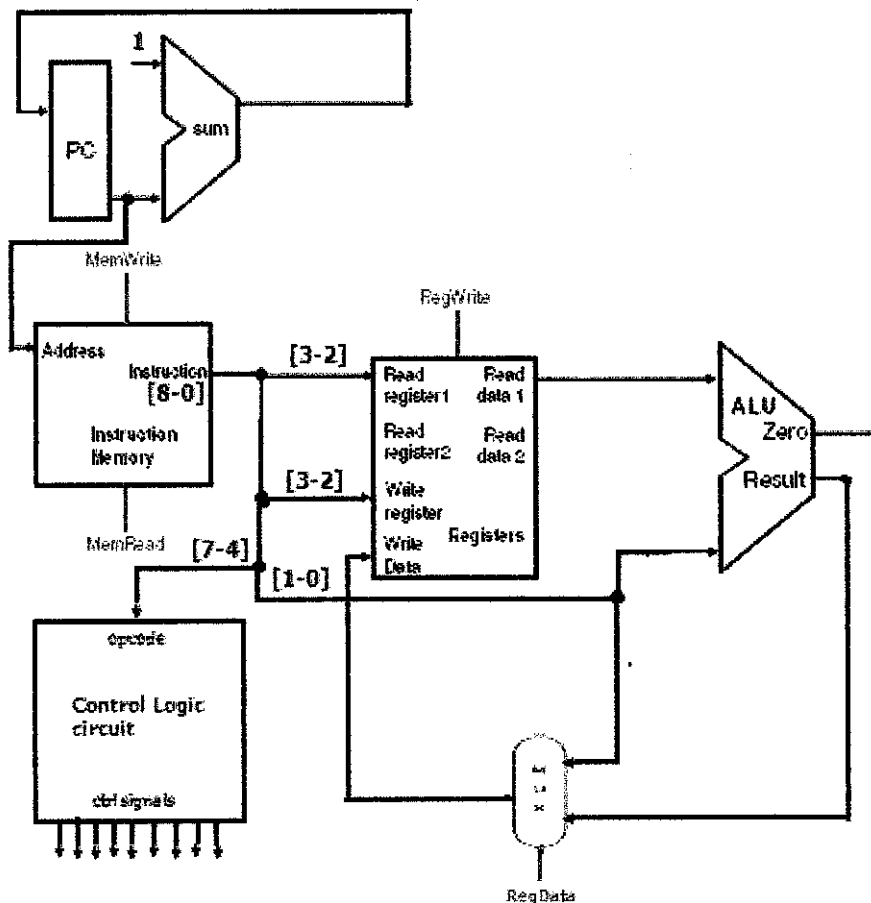 1
PC
sum
MemWrite
RegWrite
Address
Instruction
[8-0]
Instruction
Memory
MemRead
[3-2]
[3-2]
[7-4]
[1-0]
Read
register1
Read
data 1
Read
register2
Read
data 2
Write
register
Write
Data
Registers
ALU
Zero
Result
opcode
Control Logic
circuit
ctrl signals
RegData